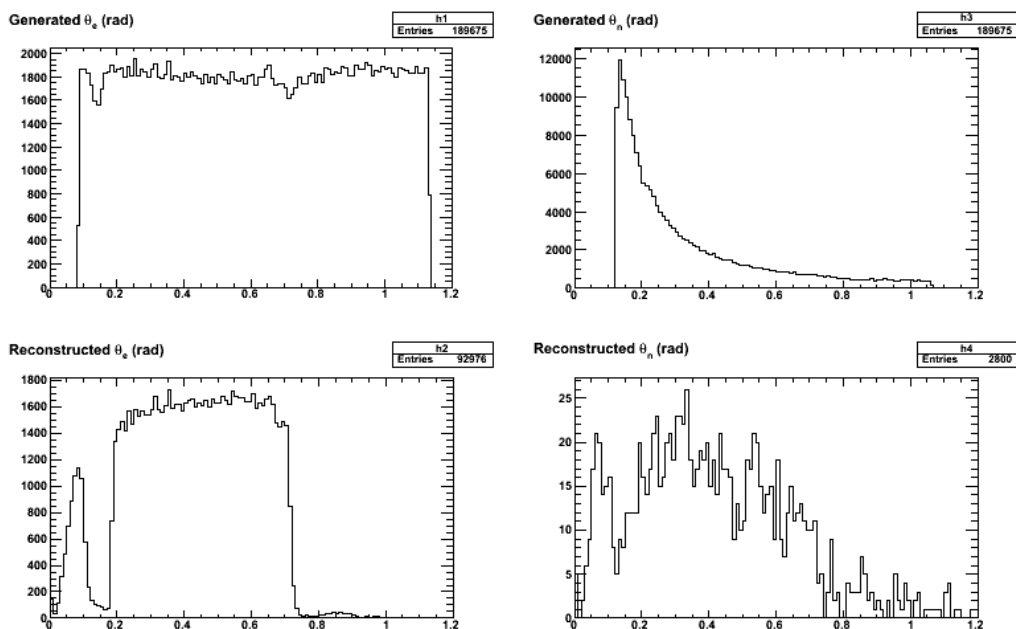 Generated θe (rad)
h1
Entries 189675
2000
1800
1600
1400
1200
1000
800
600
400
200
0
0 0.2 0.4 0.6 0.8 1 1.2
Generated θn (rad)
h3
Entries 189675
12000
10000
8000
6000
4000
2000
0
0 0.2 0.4 0.6 0.8 1 1.2
Reconstructed θe (rad)
h2
Entries 92976
1800
1600
1400
1200
1000
800
600
400
200
0
0 0.2 0.4 0.6 0.8 1 1.2
Reconstructed θn (rad)
h4
Entries 2800
25
20
15
10
5
0
0 0.2 0.4 0.6 0.8 1 1.2